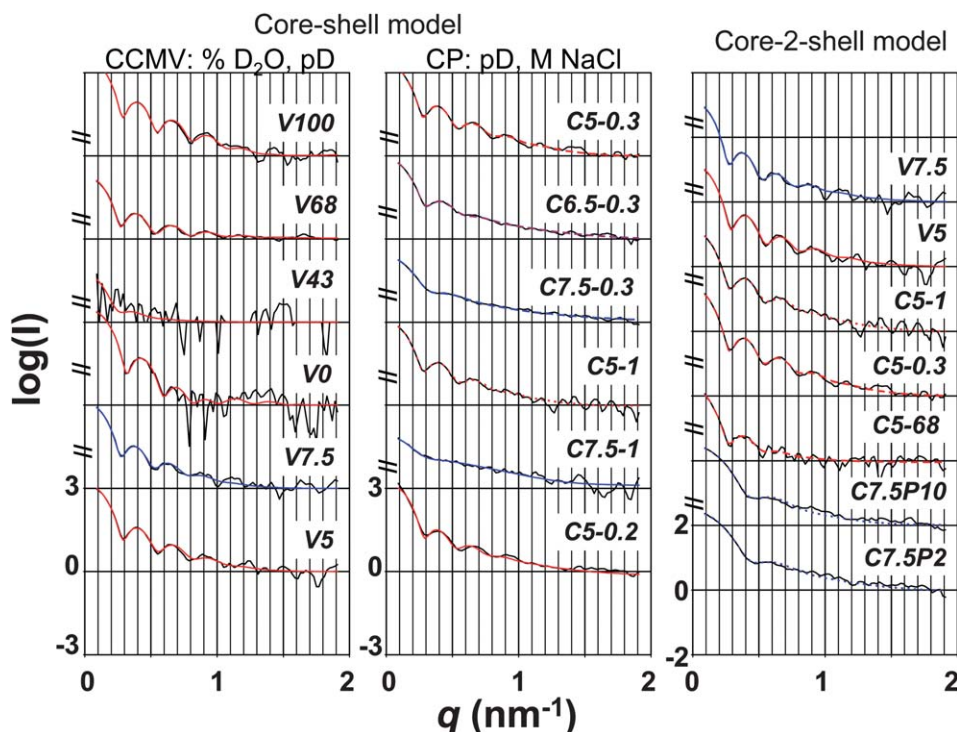 Core-shell model
CCMV: % D₂O, pD
CP: pD, M NaCl
Core-2-shell model
log(I)
V100
V68
V43
V0
V7.5
V5
3
0
-3
0
1
2
C5-0.3
C6.5-0.3
C7.5-0.3
C5-1
C7.5-1
C5-0.2
3
0
-3
0
1
2
V7.5
V5
C5-1
C5-0.3
C5-68
C7.5P10
C7.5P2
2
0
-2
0
1
2
q (nm⁻¹)